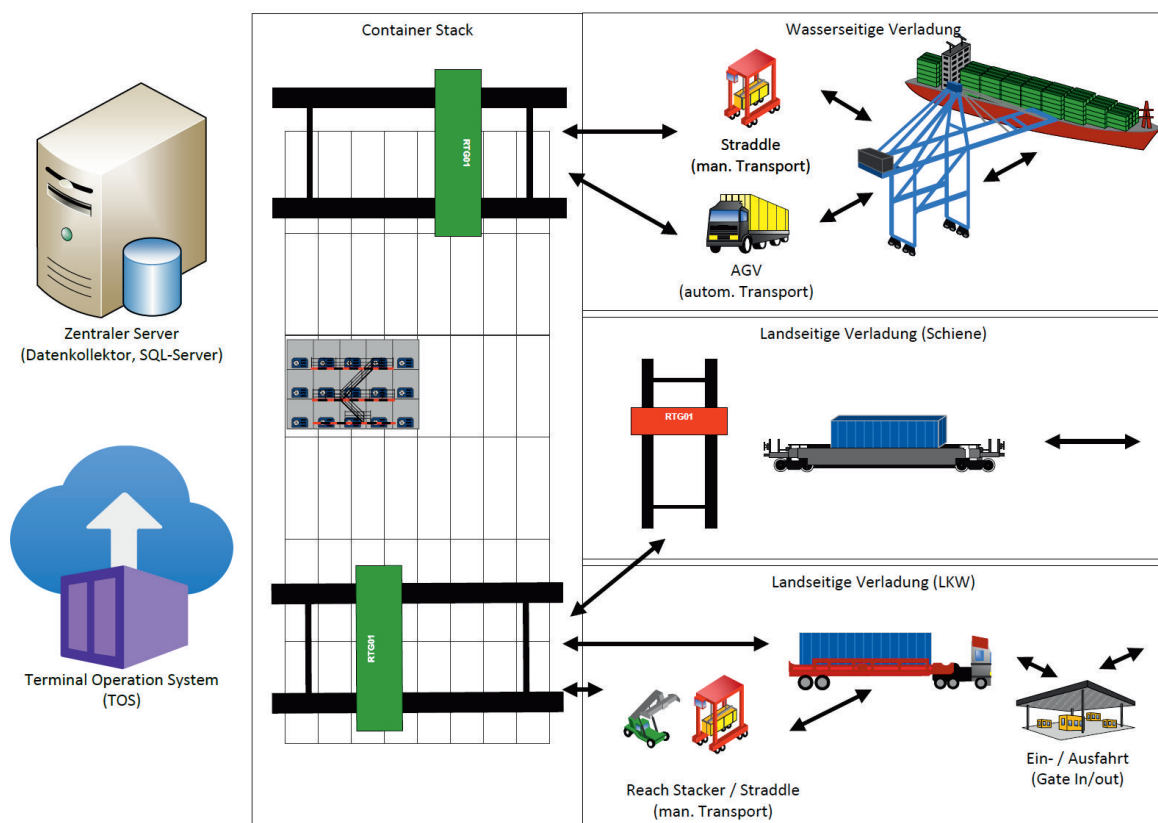 Container Stack
Wasserseitige Verladung
RTG01
Straddle
(man. Transport)
AGV
(autom. Transport)
Zentraler Server
(Datenkollektor, SQL-Server)
Landseitige Verladung (Schiene)
RTG01
Terminal Operation System
(TOS)
RTG01
Landseitige Verladung (LKW)
Reach Stacker / Straddle
(man. Transport)
Ein- / Ausfahrt
(Gate In/out)